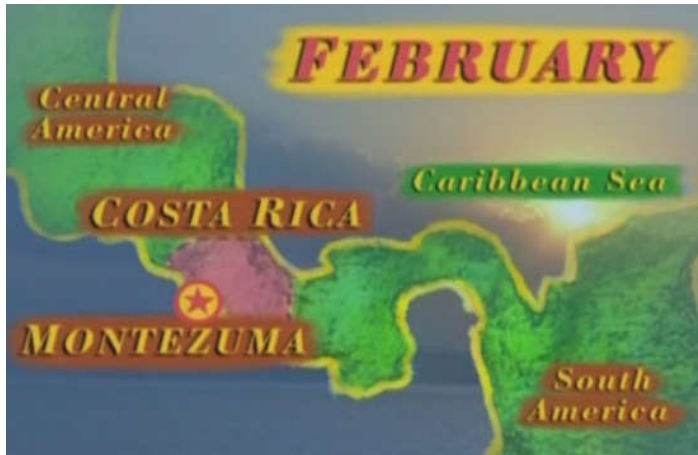 FEBRUARY
Central
America
Caribbean Sea
COSTA RICA
MONTEZUMA
South
America